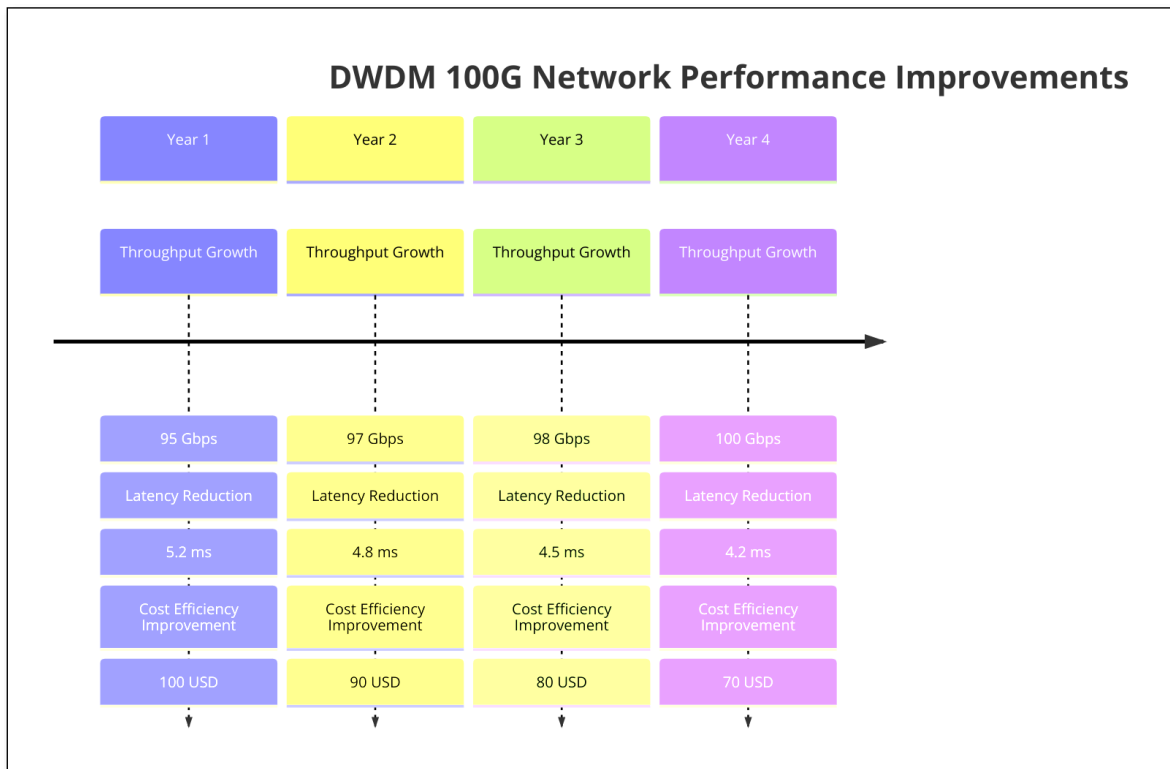 DWDM 100G Network Performance Improvements
Year 1
Year 2
Year 3
Year 4
Throughput Growth
Throughput Growth
Throughput Growth
Throughput Growth
95 Gbps
97 Gbps
98 Gbps
100 Gbps
Latency Reduction
Latency Reduction
Latency Reduction
Latency Reduction
5.2 ms
4.8 ms
4.5 ms
4.2 ms
Cost Efficiency
Improvement
Cost Efficiency
Improvement
Cost Efficiency
Improvement
Cost Efficiency
Improvement
100 USD
90 USD
80 USD
70 USD